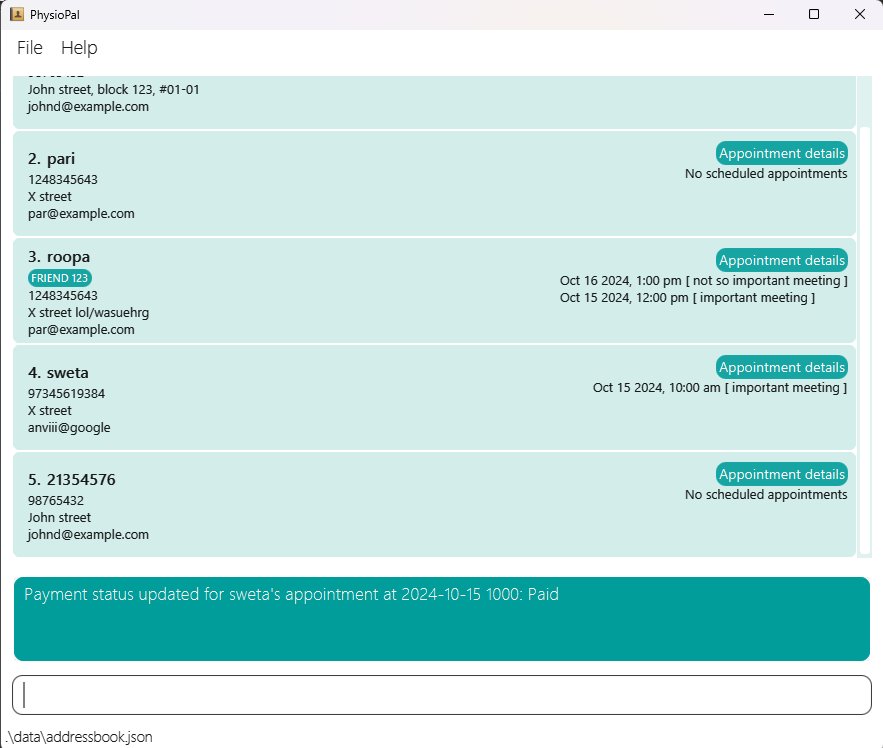 PhysioPal
File Help
John street, block 123, #01-01
johnd@example.com
2. pari
Appointment details
1248345643
No scheduled appointments
X street
par@example.com
3. roopa
Appointment details
FRIEND 123
Oct 16 2024, 1:00 pm [ not so important meeting ]
1248345643
Oct 15 2024, 12:00 pm [ important meeting ]
X street lol/wasuehrg
par@example.com
4. sweta
Appointment details
97345619384
Oct 15 2024, 10:00 am [ important meeting ]
X street
anviii@google
5. 21354576
Appointment details
98765432
No scheduled appointments
John street
johnd@example.com
Payment status updated for sweta's appointment at 2024-10-15 1000: Paid
.\data\addressbook.json